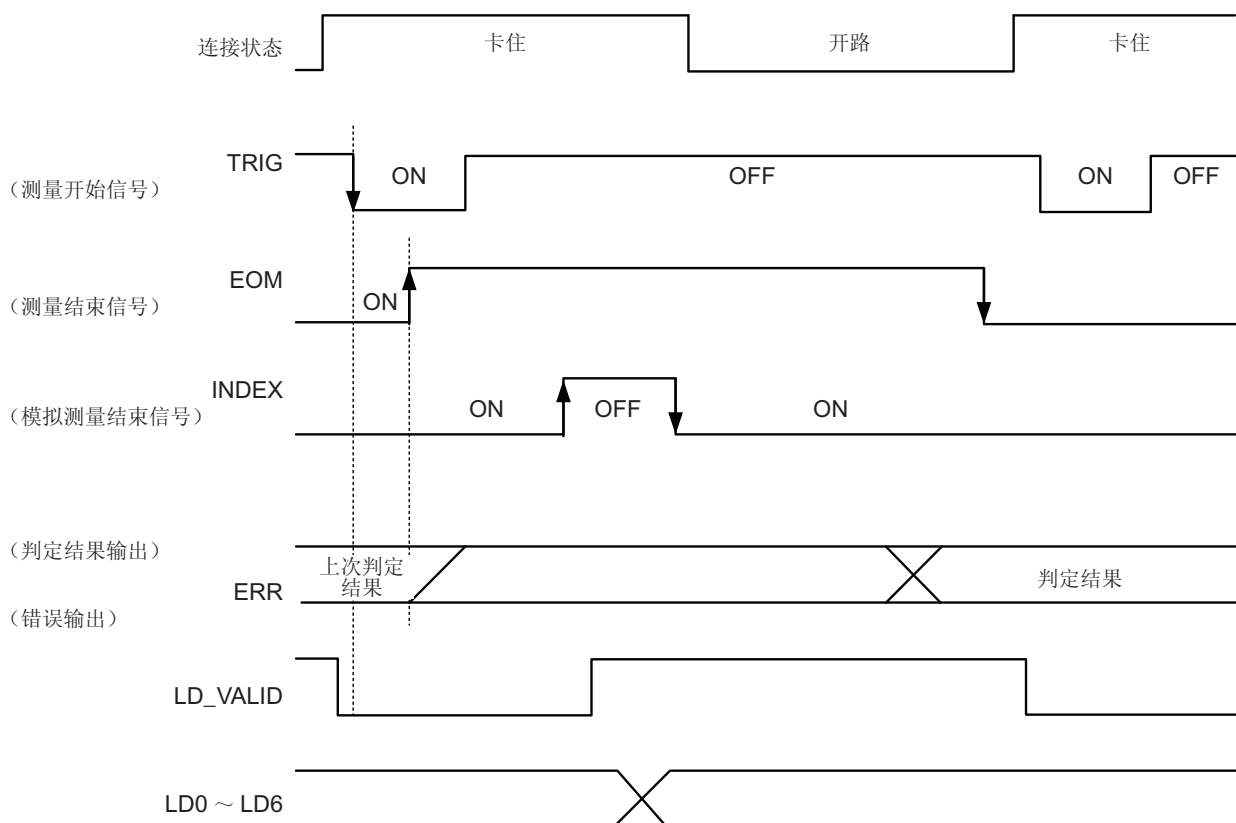 连接状态
卡住
开路
卡住
TRIG
ON
OFF
ON
OFF
（测量开始信号）
EOM
ON
（测量结束信号）
INDEX
ON
OFF
ON
（模拟测量结束信号）
（判定结果输出）
上次判定
结果
ERR
判定结果
（错误输出）
LD_VALID
LD0 ～ LD6